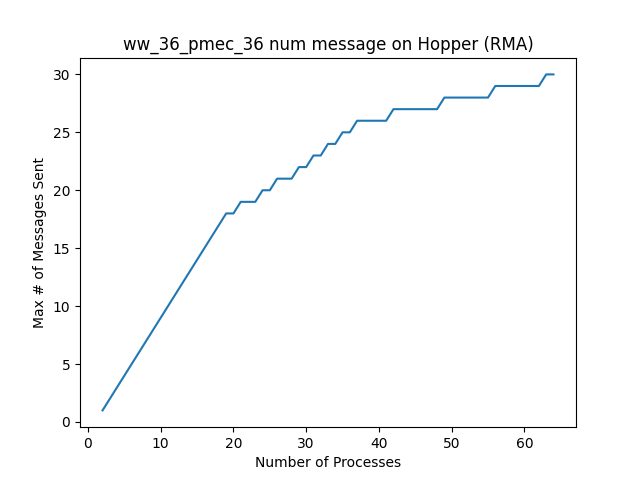 ww_36_pmec_36 num message on Hopper (RMA)
Max # of Messages Sent
30
25
20
15
10
5
0
0 10 20 30 40 50 60
Number of Processes